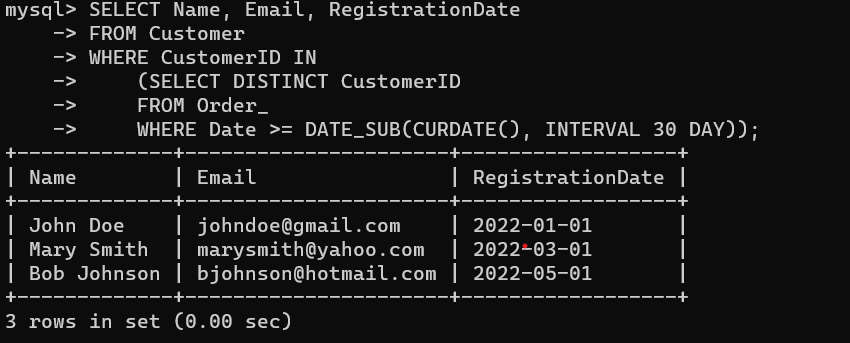 mysql> SELECT Name, Email, RegistrationDate
    -> FROM Customer
    -> WHERE CustomerID IN
    ->     (SELECT DISTINCT CustomerID
    ->     FROM Order_
    ->     WHERE Date >= DATE_SUB(CURDATE(), INTERVAL 30 DAY));
+-------------+----------------------+------------------+
| Name        | Email                | RegistrationDate |
+-------------+----------------------+------------------+
| John Doe    | johndoe@gmail.com    | 2022-01-01       |
| Mary Smith  | marysmith@yahoo.com  | 2022-03-01       |
| Bob Johnson | bjohnson@hotmail.com | 2022-05-01       |
+-------------+----------------------+------------------+
3 rows in set (0.00 sec)